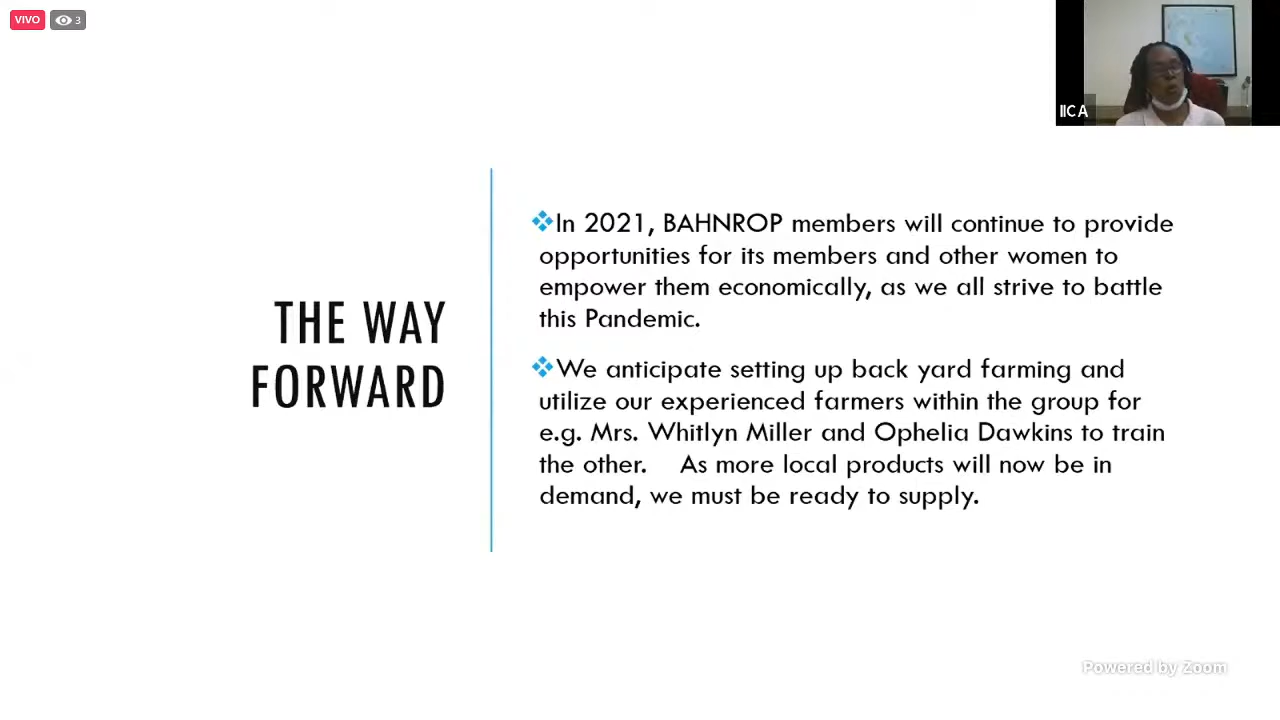 VIVO 3
IICA
THE WAY
FORWARD
In 2021, BAHNROP members will continue to provide
opportunities for its members and other women to
empower them economically, as we all strive to battle
this Pandemic.
We anticipate setting up back yard farming and
utilize our experienced farmers within the group for
e.g. Mrs. Whitlyn Miller and Ophelia Dawkins to train
the other. As more local products will now be in
demand, we must be ready to supply.
Powered by Zoom